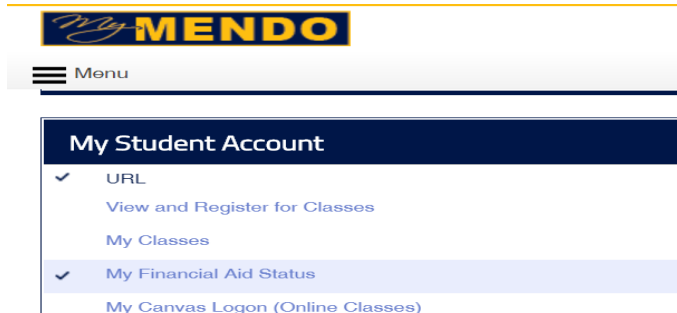 My MENDO
Menu
My Student Account
URL
View and Register for Classes
My Classes
My Financial Aid Status
My Canvas Logon (Online Classes)